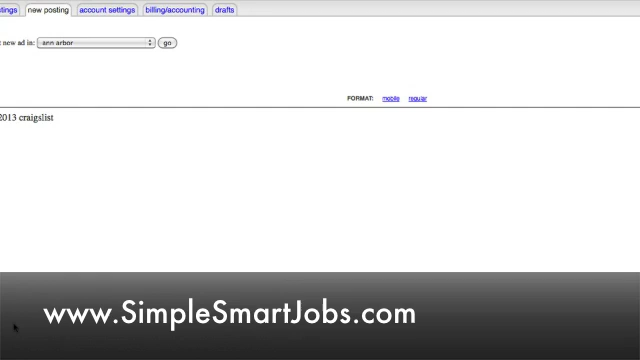 tings new posting account settings billing/accounting drafts
t new ad in: ann arbor go
FORMAT: mobile regular
2013 craigslist
www.SimpleSmartJobs.com